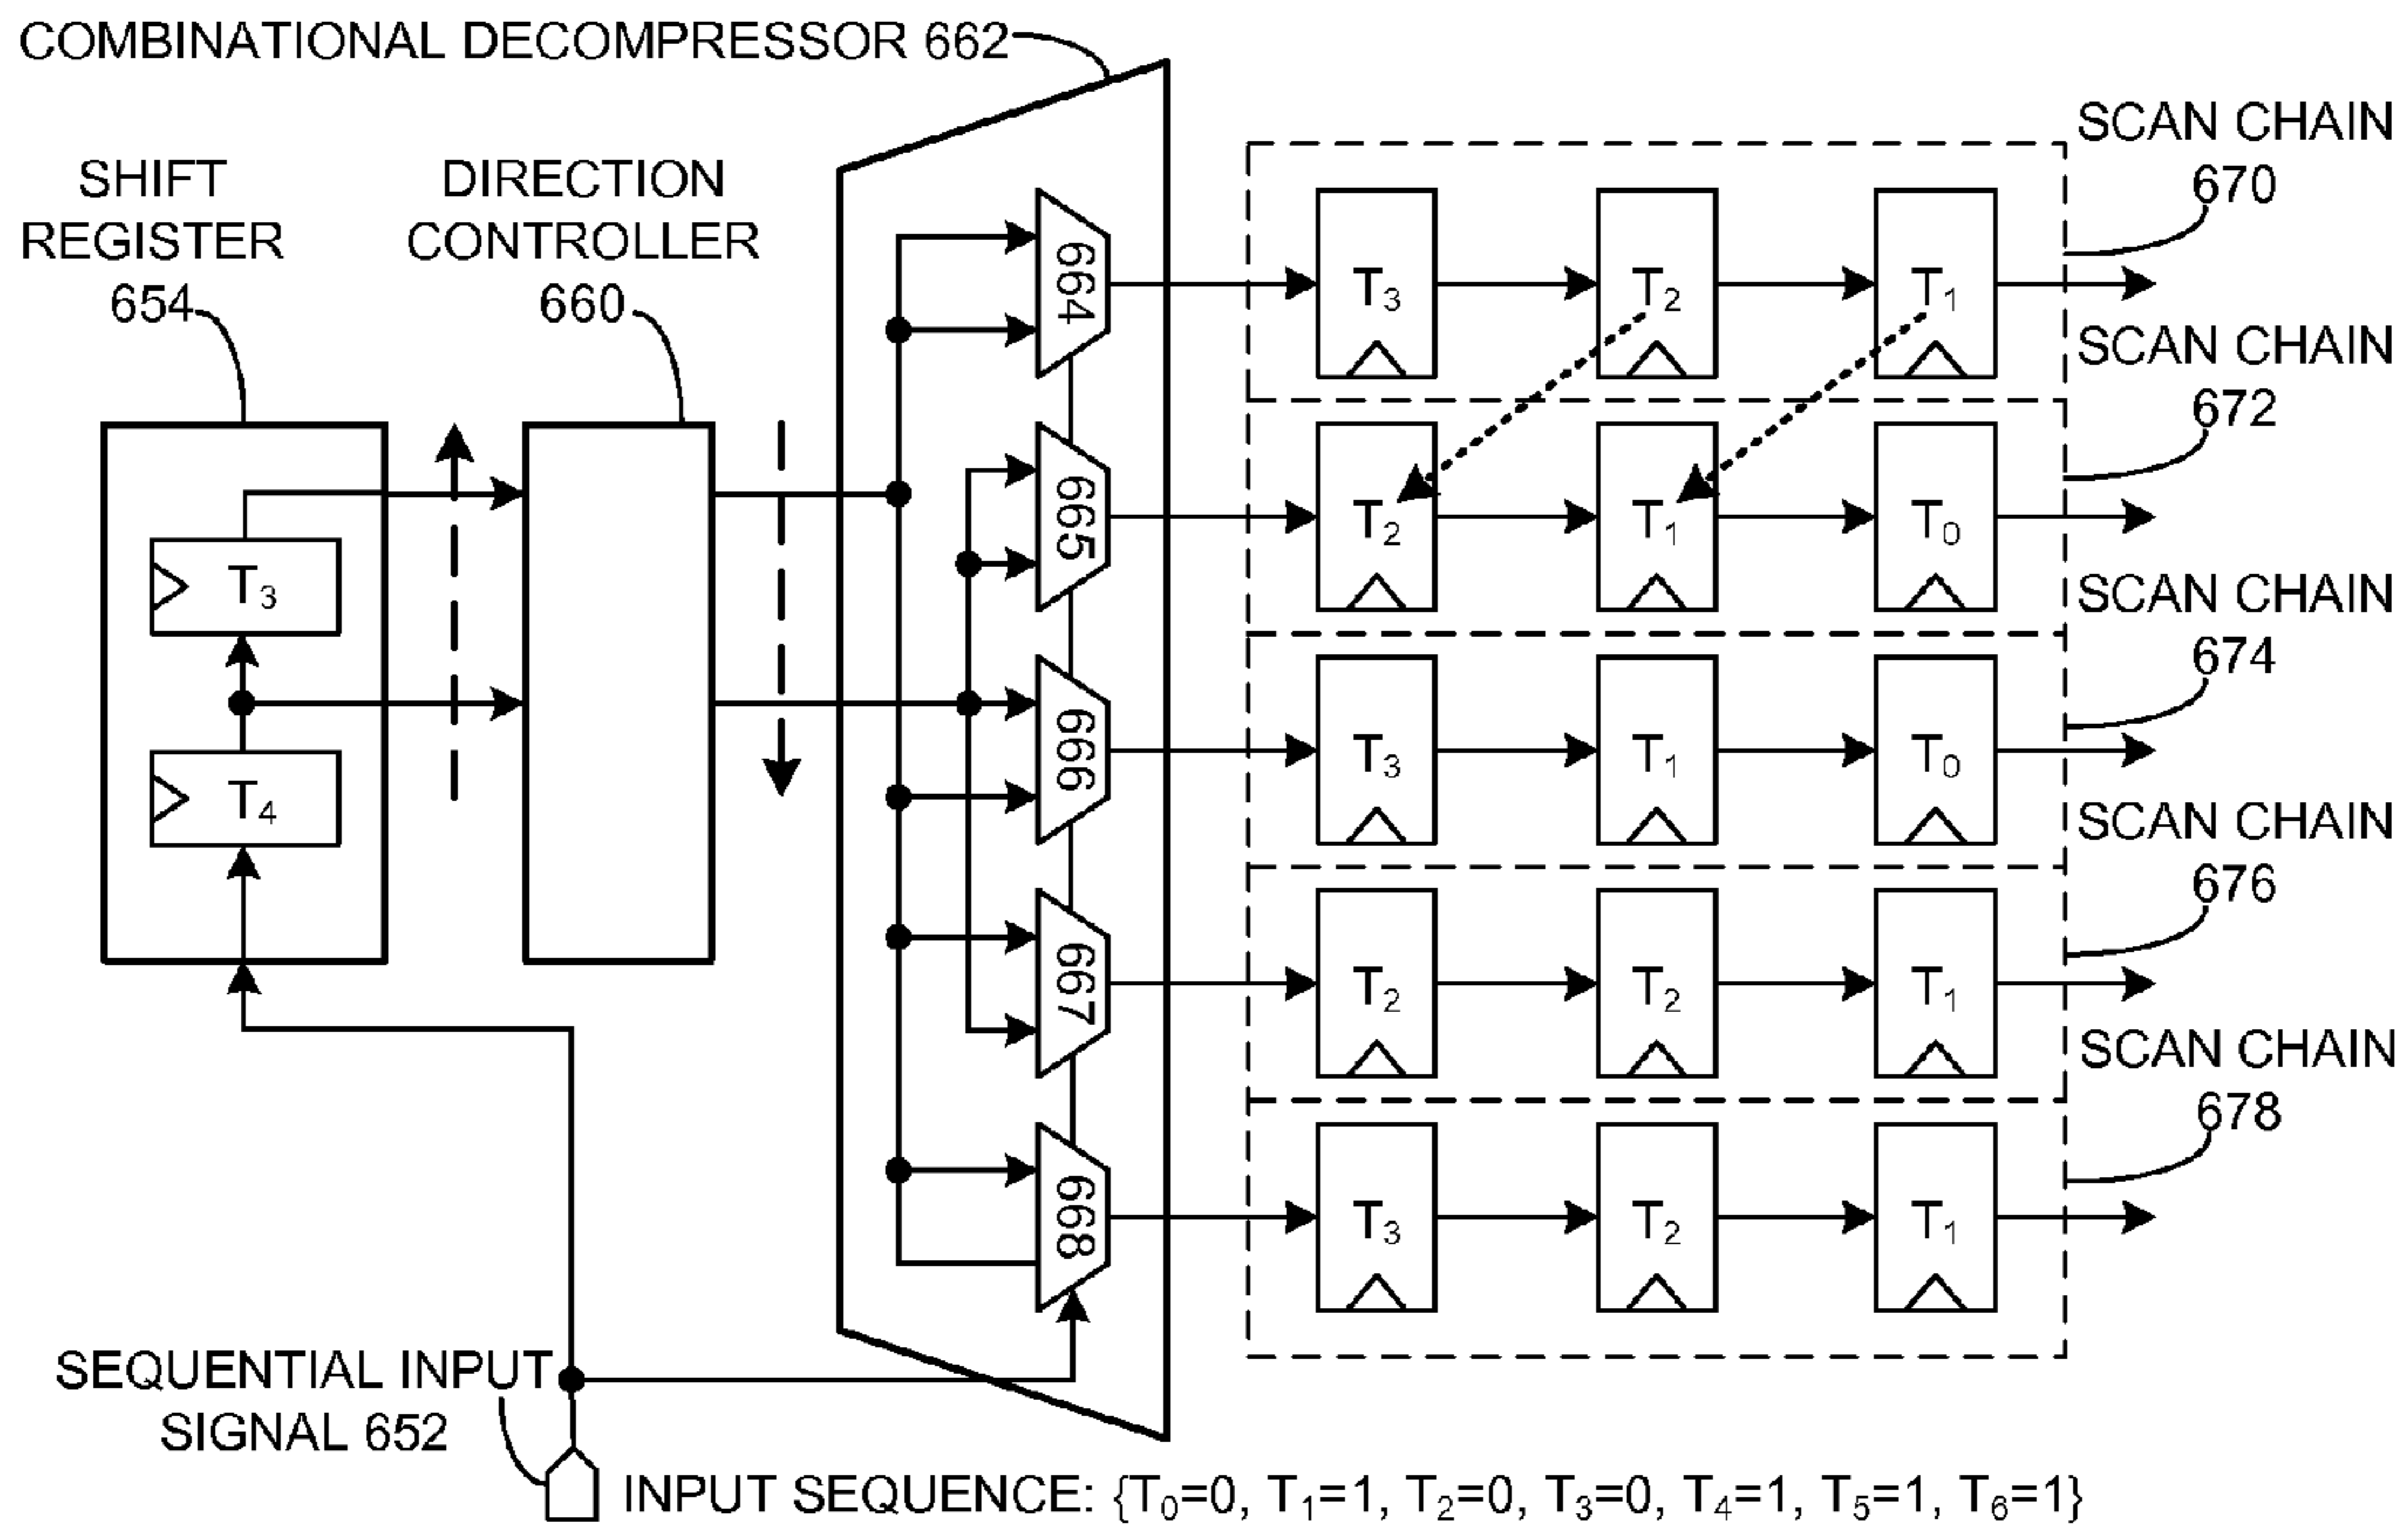 COMBINATIONAL DECOMPRESSOR 662
SHIFT
REGISTER
654
DIRECTION
CONTROLLER
660
SCAN CHAIN
670
SCAN CHAIN
672
SCAN CHAIN
674
SCAN CHAIN
676
SCAN CHAIN
678
T₃
T₄
664
665
666
667
668
T₃ T₂ T₁
T₂ T₁ T₀
T₃ T₁ T₀
T₂ T₂ T₁
T₃ T₂ T₁
SEQUENTIAL INPUT
SIGNAL 652
INPUT SEQUENCE: {T₀=0, T₁=1, T₂=0, T₃=0, T₄=1, T₅=1, T₆=1}